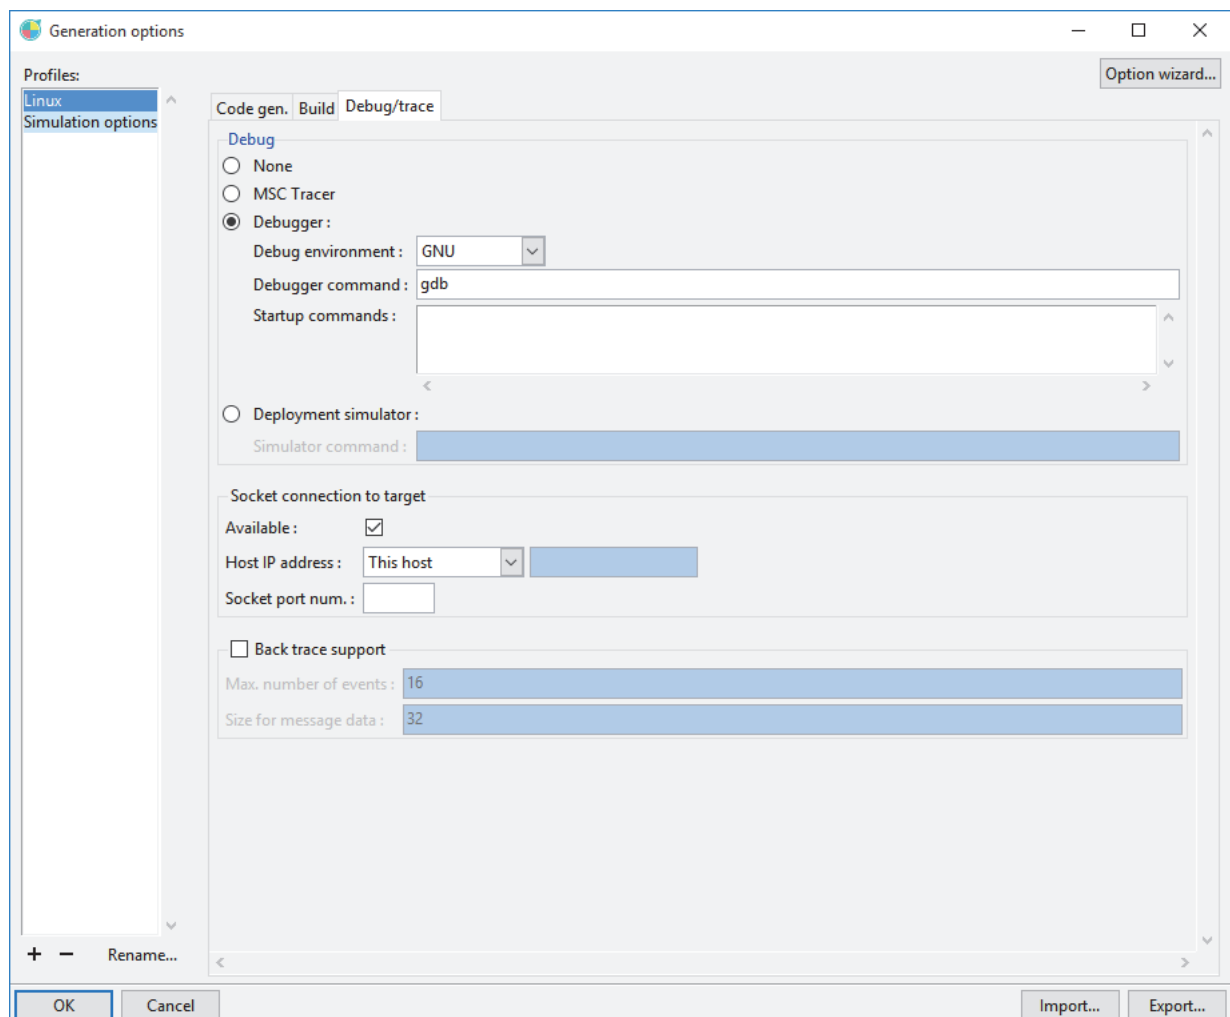 Generation options
Profiles:
Option wizard...
Linux
Simulation options
Code gen. Build Debug/trace
Debug
None
MSC Tracer
Debugger :
Debug environment : GNU
Debugger command : gdb
Startup commands :
Deployment simulator :
Simulator command :
Socket connection to target
Available :
Host IP address : This host
Socket port num. :
Back trace support
Max. number of events : 16
Size for message data : 32
+ − Rename...
OK Cancel Import... Export...